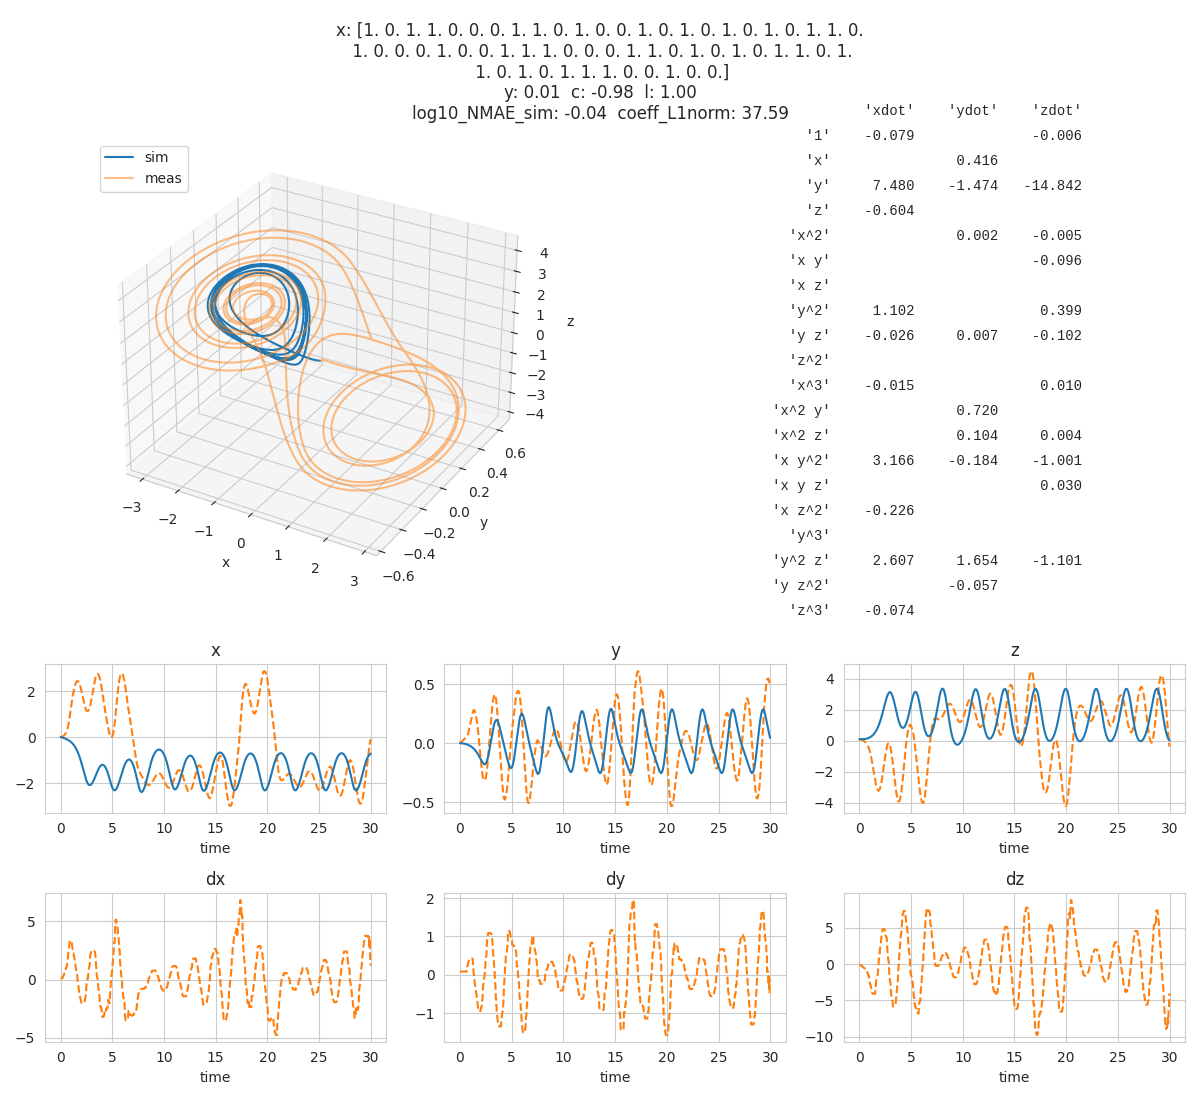 x: [1. 0. 1. 1. 0. 0. 0. 1. 1. 0. 1. 0. 0. 1. 0. 1. 0. 1. 0. 1. 0. 1. 1. 0.
1. 0. 0. 0. 1. 0. 0. 1. 1. 1. 0. 0. 0. 1. 1. 0. 1. 0. 1. 0. 1. 1. 0. 1.
1. 0. 1. 0. 1. 1. 1. 0. 0. 1. 0. 0.]
y: 0.01 c: -0.98 l: 1.00
log10_NMAE_sim: -0.04 coeff_L1norm: 37.59
sim
meas
4
3
2
1
0
−1
−2
−3
−4
z
0.6
0.4
0.2
0.0
−0.2
−0.4
−0.6
y
−3
−2
−1
0
1
2
3
x
'xdot' 'ydot' 'zdot'
'1' -0.079 -0.006
'x' 0.416
'y' 7.480 -1.474 -14.842
'z' -0.604
'x^2' 0.002 -0.005
'x y' -0.096
'x z'
'y^2' 1.102 0.399
'y z' -0.026 0.007 -0.102
'z^2'
'x^3' -0.015 0.010
'x^2 y' 0.720
'x^2 z' 0.104 0.004
'x y^2' 3.166 -0.184 -1.001
'x y z' 0.030
'x z^2' -0.226
'y^3'
'y^2 z' 2.607 1.654 -1.101
'y z^2' -0.057
'z^3' -0.074
x
2
0
−2
0 5 10 15 20 25 30
time
y
0.5
0.0
−0.5
0 5 10 15 20 25 30
time
z
4
2
0
−2
−4
0 5 10 15 20 25 30
time
dx
5
0
−5
0 5 10 15 20 25 30
time
dy
2
1
0
−1
0 5 10 15 20 25 30
time
dz
5
0
−5
−10
0 5 10 15 20 25 30
time